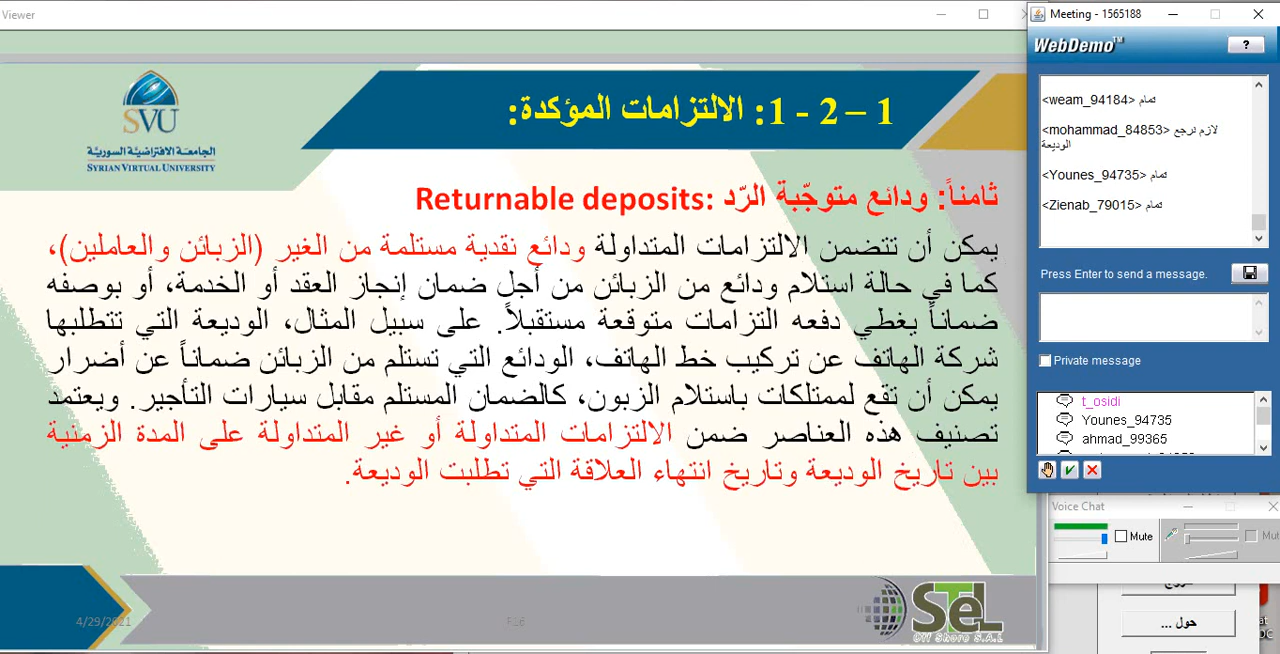 Viewer
SVU
الجامعة الافتراضية السورية
SYRIAN VIRTUAL UNIVERSITY
1 – 2 - 1: الالتزامات المؤكدة:
ثامناً: ودائع متوجّبة الرّد Returnable deposits:
يمكن أن تتضمن الالتزامات المتداولة ودائع نقدية مستلمة من الغير (الزبائن والعاملين)،
كما في حالة استلام ودائع من الزبائن من أجل ضمان إنجاز العقد أو الخدمة، أو بوصفه
ضماناً يغطي دفعه التزامات متوقعة مستقبلاً. على سبيل المثال، الوديعة التي تتطلبها
شركة الهاتف عن تركيب خط الهاتف، الودائع التي تستلم من الزبائن ضماناً عن أضرار
يمكن أن تقع لممتلكات باستلام الزبون، كالضمان المستلم مقابل سيارات التأجير. ويعتمد
تصنيف هذه العناصر ضمن الالتزامات المتداولة أو غير المتداولة على المدة الزمنية
بين تاريخ الوديعة وتاريخ انتهاء العلاقة التي تطلبت الوديعة.
4/29/2021
F16
STeL
Off Shore S.A.L
Meeting - 1565188
WebDemo™
?
<weam_94184> تمام
<mohammad_84853> لازم نرجع
الوديعة
<Younes_94735> تمام
<Zienab_79015> تمام
Press Enter to send a message.
Private message
t_osidi
Younes_94735
ahmad_99365
Voice Chat
Mute
Mut
حول ...